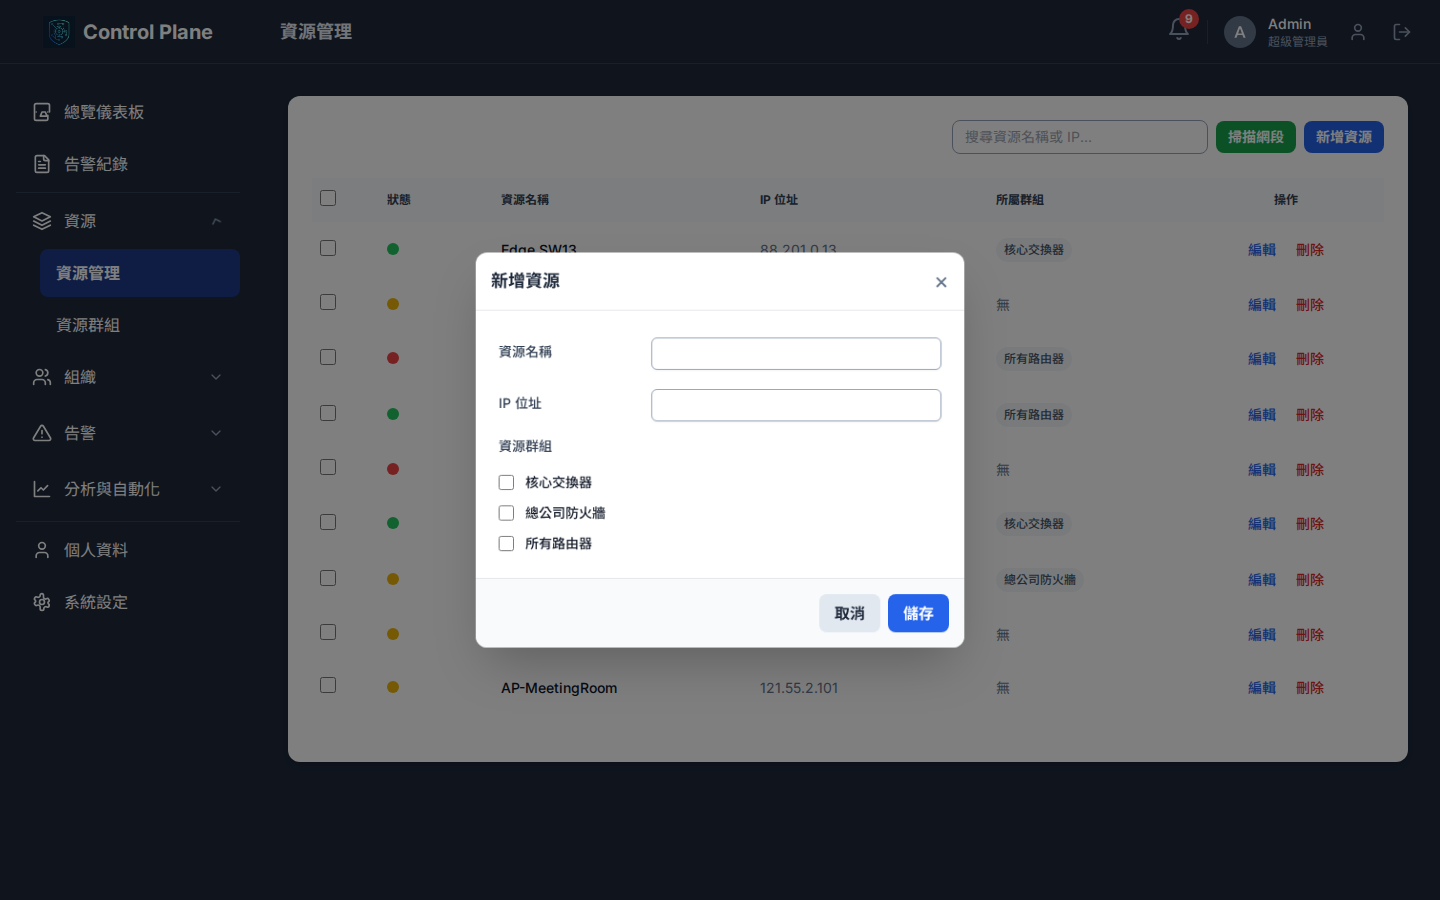 Control Plane
資源管理
9
A
Admin
超級管理員
總覽儀表板
告警紀錄
資源
資源管理
資源群組
組織
告警
分析與自動化
個人資料
系統設定
搜尋資源名稱或 IP...
掃描網段
新增資源
狀態 資源名稱 IP 位址 所屬群組 操作
Edge SW13 88.201.0.13 核心交換器 編輯 刪除
無 編輯 刪除
所有路由器 編輯 刪除
所有路由器 編輯 刪除
無 編輯 刪除
核心交換器 編輯 刪除
總公司防火牆 編輯 刪除
無 編輯 刪除
AP-MeetingRoom 121.55.2.101 無 編輯 刪除
新增資源
×
資源名稱
IP 位址
資源群組
核心交換器
總公司防火牆
所有路由器
取消
儲存